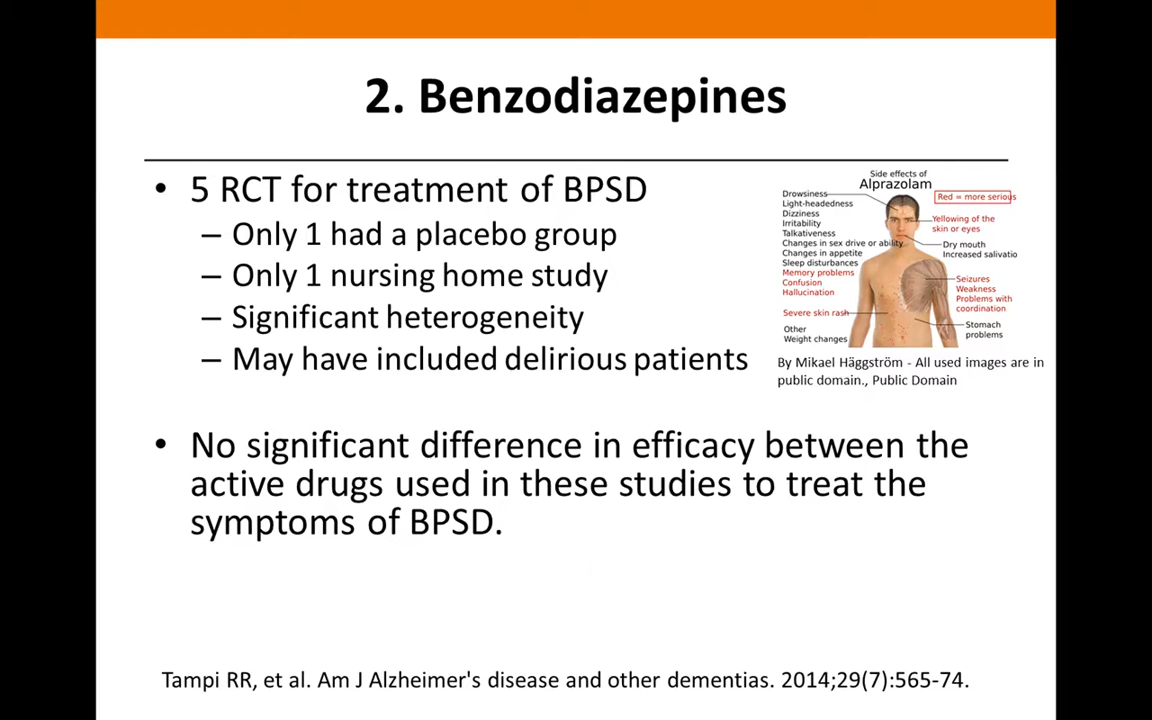 2. Benzodiazepines
• 5 RCT for treatment of BPSD
– Only 1 had a placebo group
– Only 1 nursing home study
– Significant heterogeneity
– May have included delirious patients
• No significant difference in efficacy between the
active drugs used in these studies to treat the
symptoms of BPSD.
Side effects of
Alprazolam
Red = more serious
Drowsiness
Light-headedness
Dizziness
Irritability
Talkativeness
Changes in sex drive or ability
Changes in appetite
Sleep disturbances
Memory problems
Confusion
Hallucination
Severe skin rash
Other
Weight changes
Yellowing of the
skin or eyes
Dry mouth
Increased salivatio
Seizures
Weakness
Problems with
coordination
Stomach
problems
By Mikael Häggström - All used images are in
public domain., Public Domain
Tampi RR, et al. Am J Alzheimer's disease and other dementias. 2014;29(7):565-74.